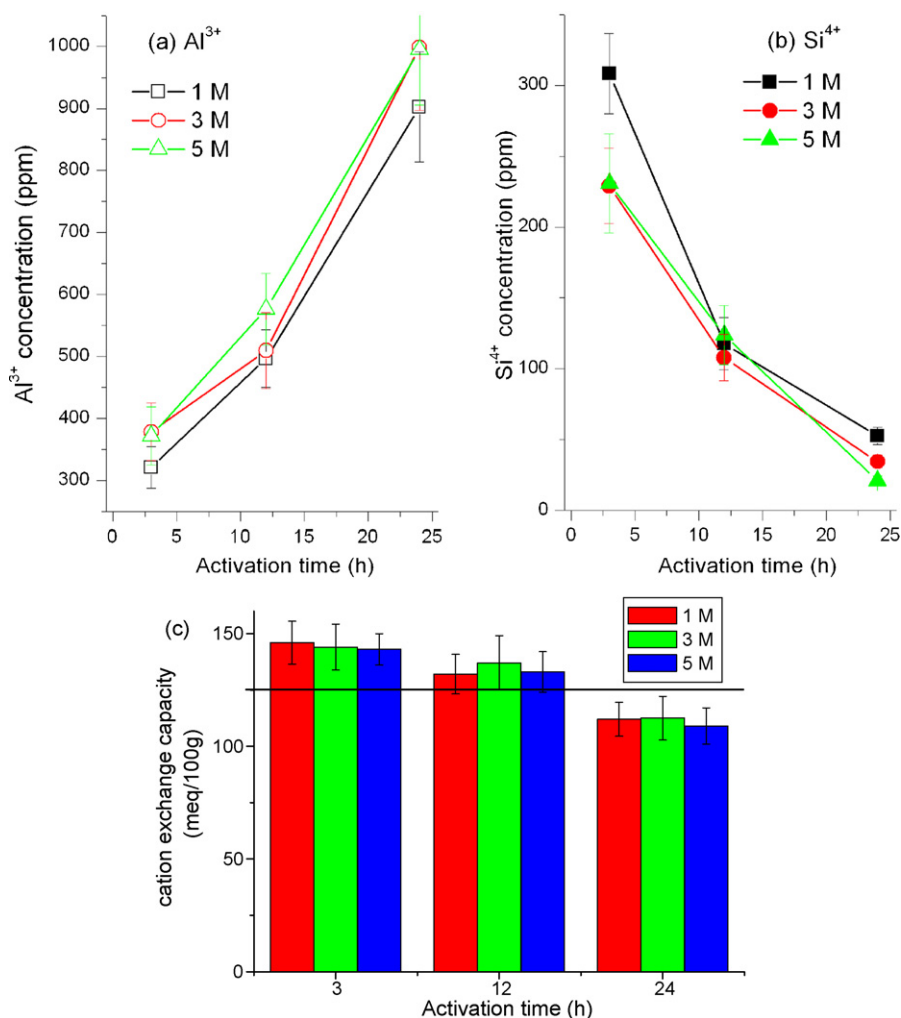 (a) Al³⁺
1 M
3 M
5 M
1000
900
800
700
600
500
400
300
Al³⁺ concentration (ppm)
0 5 10 15 20 25
Activation time (h)
(b) Si⁴⁺
1 M
3 M
5 M
300
200
100
0
Si⁴⁺ concentration (ppm)
0 5 10 15 20 25
Activation time (h)
(c)
1 M
3 M
5 M
150
100
50
0
cation exchange capacity
(meq/100g)
3 12 24
Activation time (h)